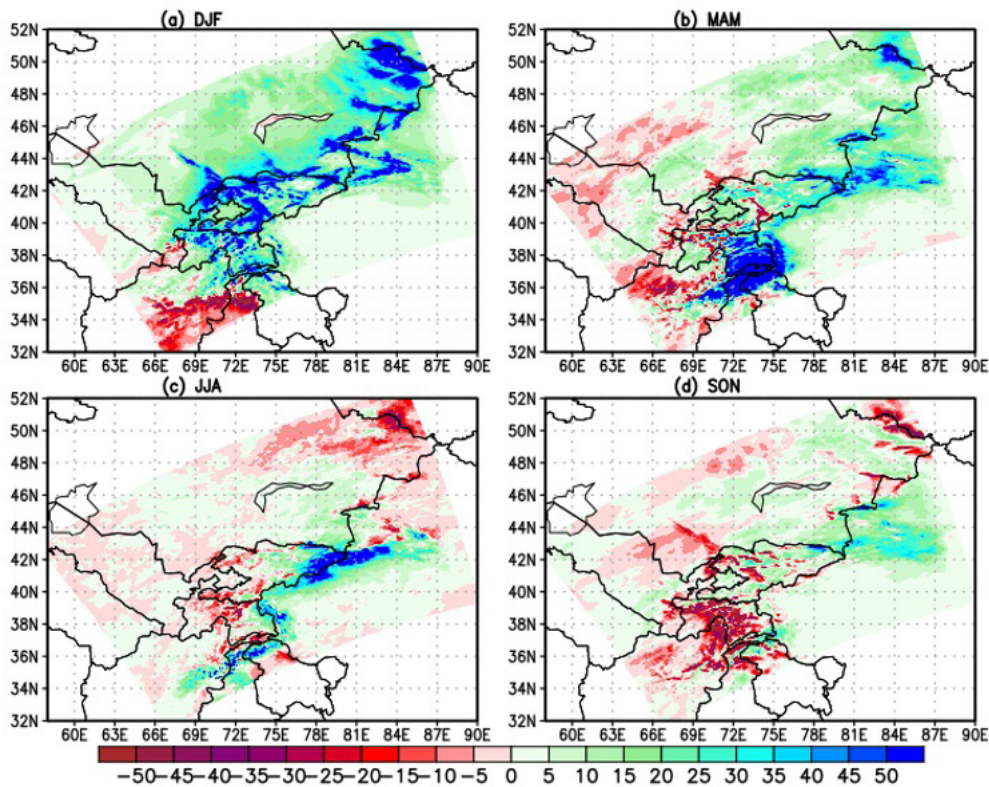 (a) DJF
(b) MAM
52N
50N
48N
46N
44N
42N
40N
38N
36N
34N
32N
60E 63E 66E 69E 72E 75E 78E 81E 84E 87E 90E
52N
50N
48N
46N
44N
42N
40N
38N
36N
34N
32N
60E 63E 66E 69E 72E 75E 78E 81E 84E 87E 90E
(c) JJA
(d) SON
52N
50N
48N
46N
44N
42N
40N
38N
36N
34N
32N
60E 63E 66E 69E 72E 75E 78E 81E 84E 87E 90E
52N
50N
48N
46N
44N
42N
40N
38N
36N
34N
32N
60E 63E 66E 69E 72E 75E 78E 81E 84E 87E 90E
−50−45−40−35−30−25−20−15−10 −5 0 5 10 15 20 25 30 35 40 45 50